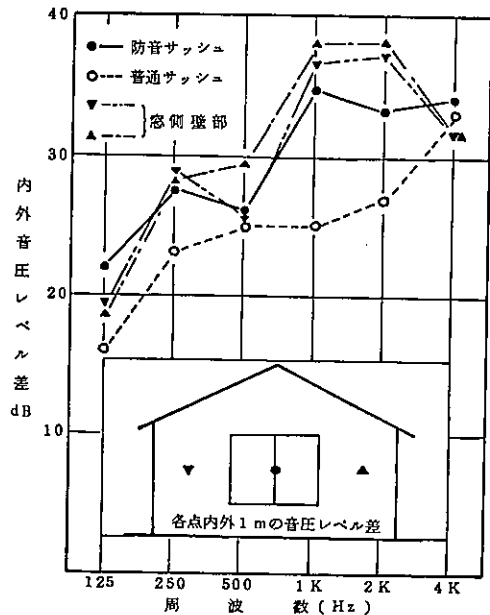 40
防音サッシュ
普通サッシュ
窓側壁部
30
内外音圧レベル差 dB
20
10
各点内外1mの音圧レベル差
125 250 500 1K 2K 4K
周波数(Hz)